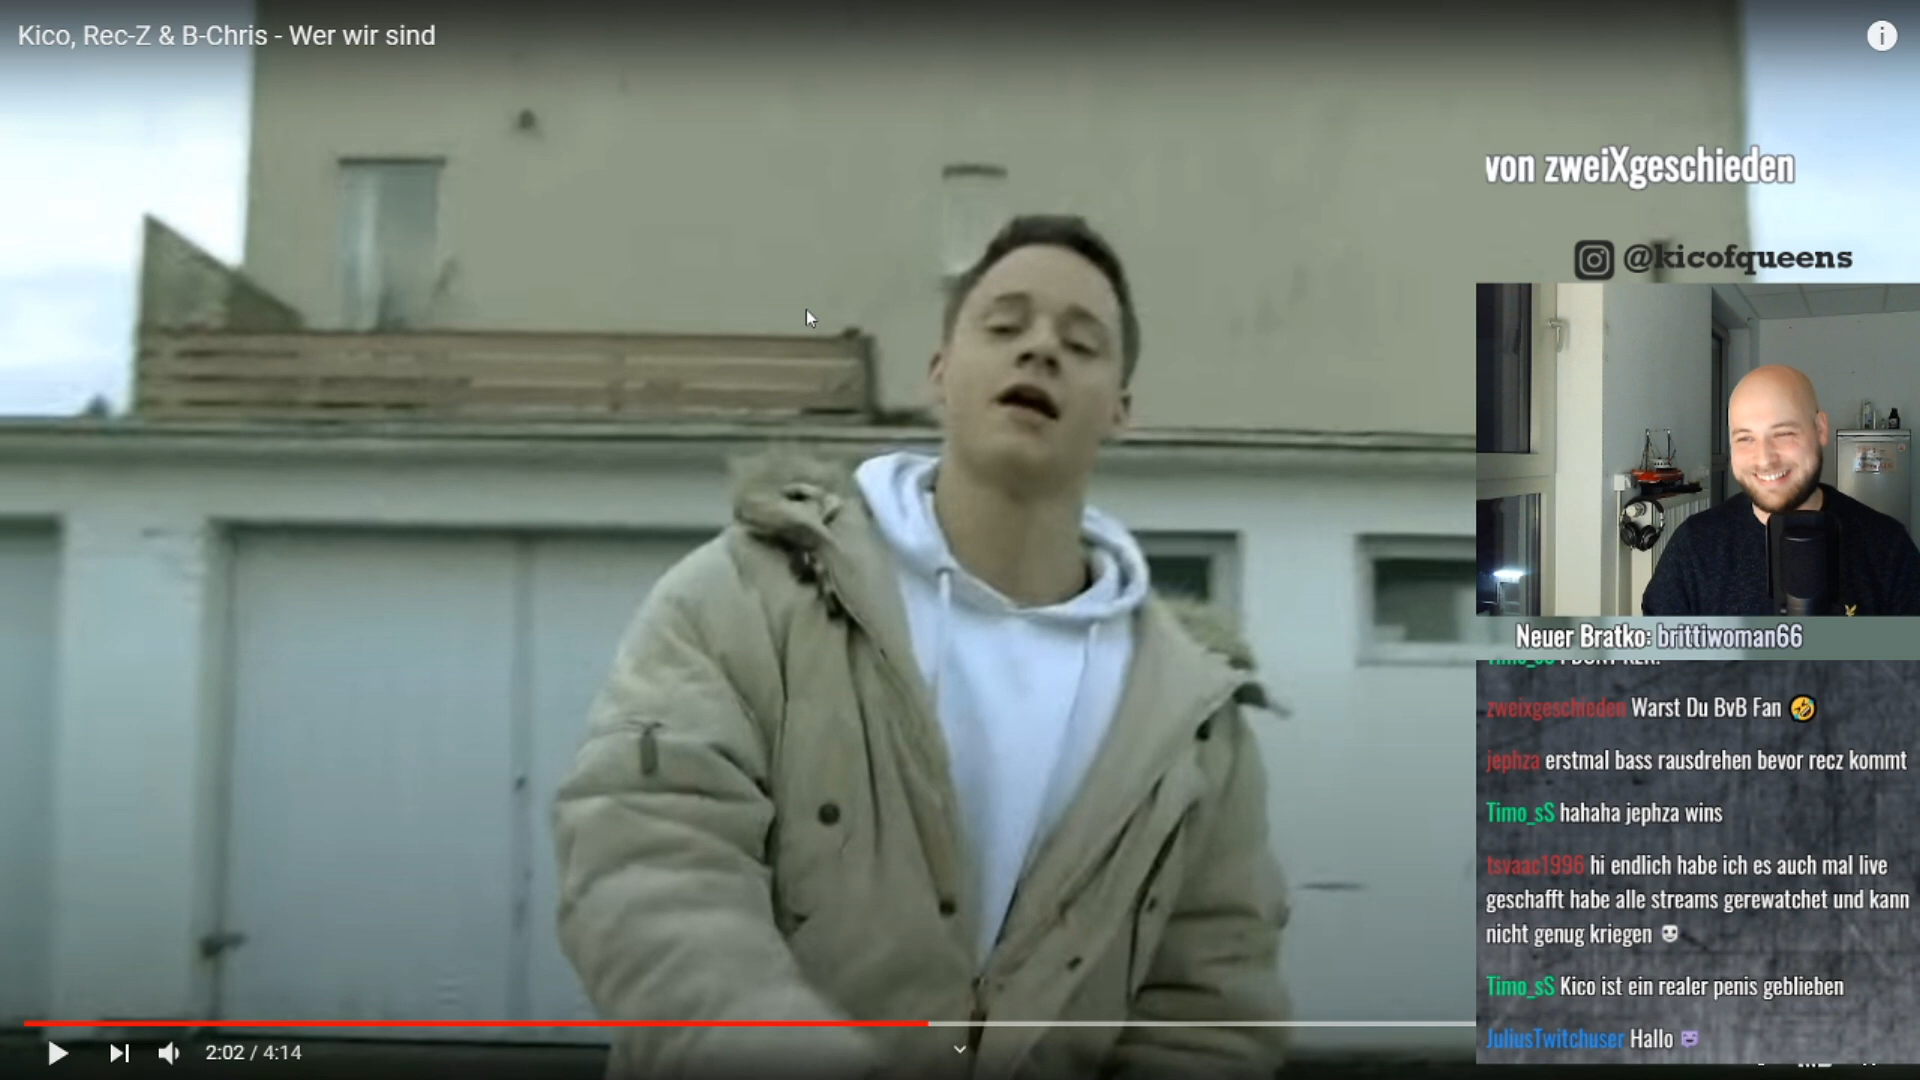 Kico, Rec-Z & B-Chris - Wer wir sind
von zweiXgeschieden
@kicofqueens
Neuer Bratko: brittiwoman66
zweixgeschieden Warst Du BvB Fan 🤣
jephza erstmal bass rausdrehen bevor recz kommt
Timo_sS hahaha jephza wins
tsvaac1996 hi endlich habe ich es auch mal live
geschafft habe alle streams gerewatchet und kann
nicht genug kriegen
Timo_sS Kico ist ein realer penis geblieben
JuliusTwitchuser Hallo
2:02 / 4:14